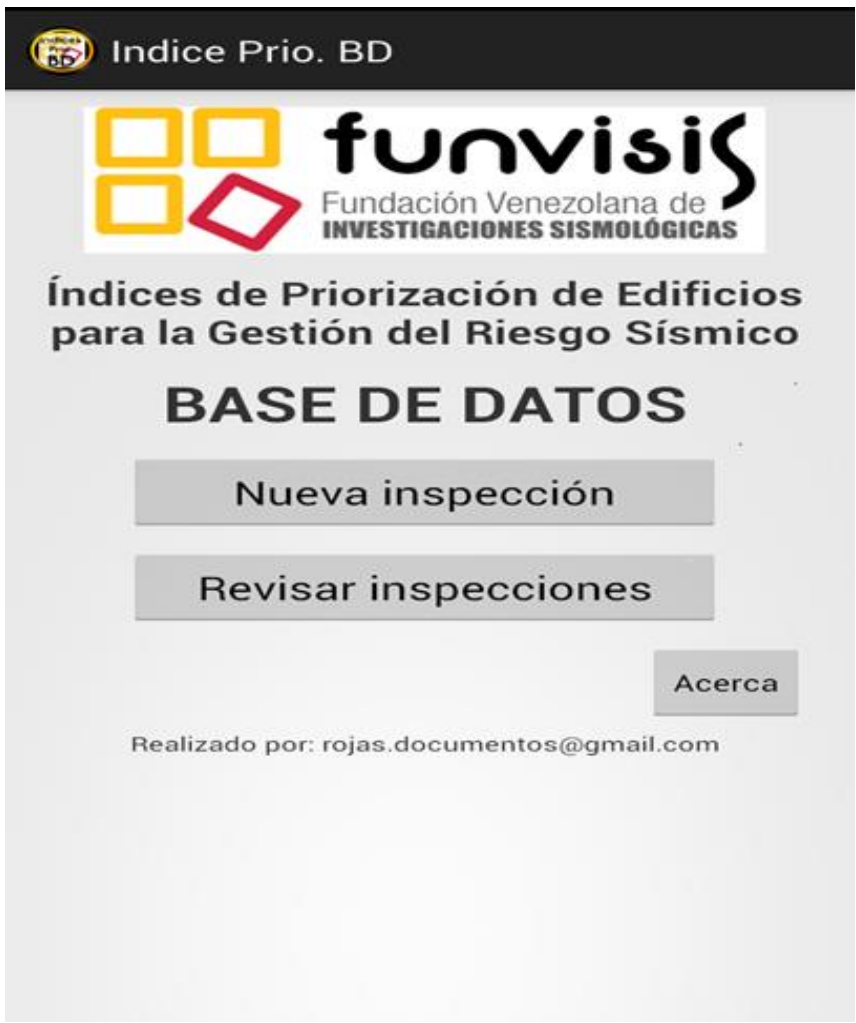 Indice Prio. BD
funvisis
Fundación Venezolana de
INVESTIGACIONES SISMOLÓGICAS
Índices de Priorización de Edificios
para la Gestión del Riesgo Sísmico
BASE DE DATOS
Nueva inspección
Revisar inspecciones
Acerca
Realizado por: rojas.documentos@gmail.com